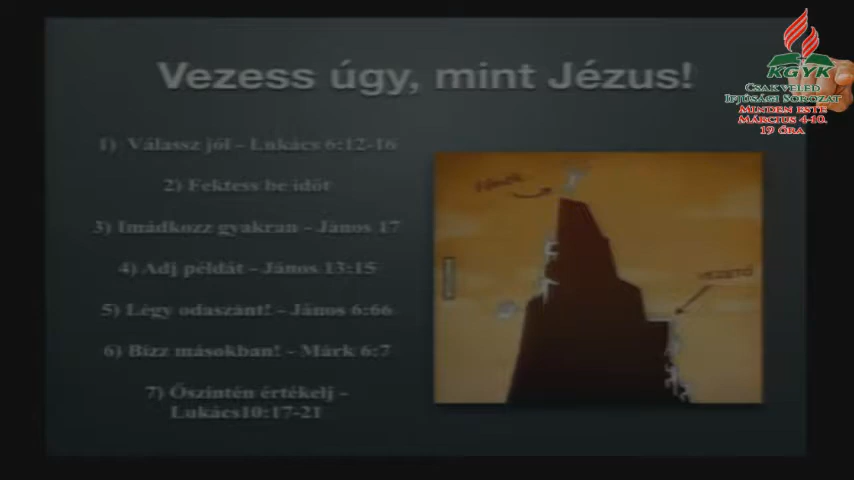 Vezess úgy, mint Jézus!
1) Válassz jól - Lukács 6:12-16
2) Fektess be időt
3) Imádkozz gyakran - János 17
4) Adj példát - János 13:15
5) Légy odaszánt! - János 6:66
6) Bízz másokban! - Márk 6:7
7) Őszintén értékelj -
Lukács10:17-21
Főnök
vezető
KGYK
Csak veled
Ifjúsági Sorozat
Minden este
Március 4-10.
19 óra